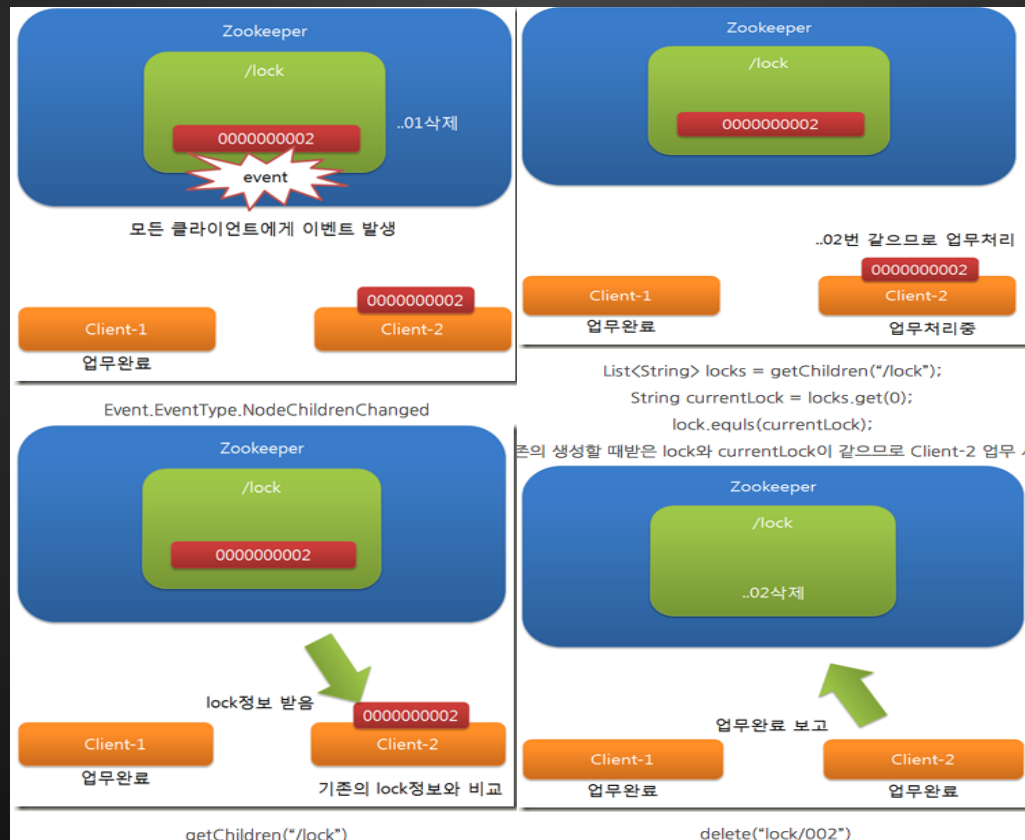 Zookeeper
/lock
..01삭제
0000000002
event
모든 클라이언트에게 이벤트 발생
0000000002
Client-1
Client-2
업무완료
Event.EventType.NodeChildrenChanged
Zookeeper
/lock
0000000002
lock정보 받음
0000000002
Client-1
Client-2
업무완료
기존의 lock정보와 비교
getChildren("/lock")
Zookeeper
/lock
0000000002
..02번 같으므로 업무처리
0000000002
Client-1
Client-2
업무완료
업무처리중
List<String> locks = getChildren("/lock");
String currentLock = locks.get(0);
lock.equls(currentLock);
존의 생성할 때받은 lock와 currentLock이 같으므로 Client-2 업무
Zookeeper
/lock
..02삭제
업무완료 보고
Client-1
Client-2
업무완료
업무완료
delete("lock/002")